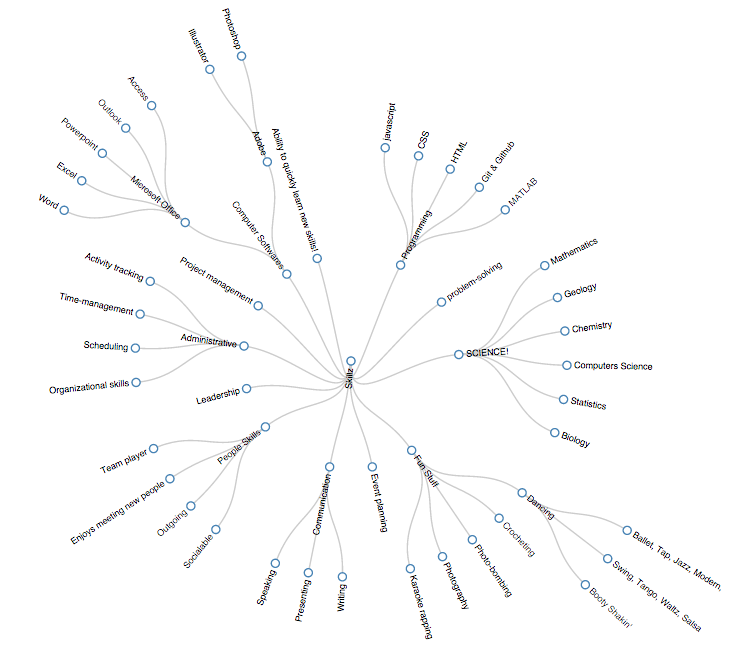 Skillz
Ability to quickly learn new skills!
Programming
javascript
CSS
HTML
Git & Github
MATLAB
problem-solving
SCIENCE!
Mathematics
Geology
Chemistry
Computers Science
Statistics
Biology
Fun Stuff
Dancing
Ballet, Tap, Jazz, Modern,
Swing, Tango, Waltz, Salsa
Booty Shakin'
Crocheting
Photo-bombing
Photography
Karaoke rapping
Event planning
Communication
Writing
Presenting
Speaking
People Skills
Socialable
Outgoing
Enjoys meeting new people
Team player
Leadership
Administrative
Organizational skills
Scheduling
Time-management
Activity tracking
Project management
Computer Softwares
Microsoft Office
Word
Excel
Powerpoint
Outlook
Access
Adobe
Illustrator
Photoshop